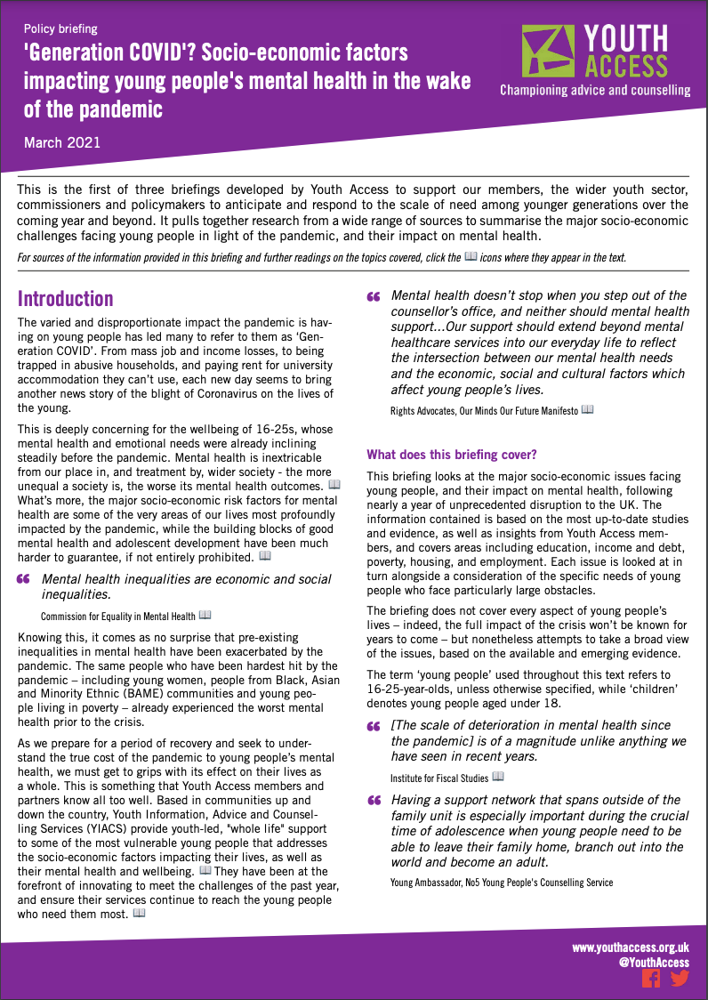 Policy briefing
'Generation COVID'? Socio-economic factors
impacting young people's mental health in the wake
of the pandemic
March 2021
YOUTH
ACCESS
Championing advice and counselling
This is the first of three briefings developed by Youth Access to support our members, the wider youth sector,
commissioners and policymakers to anticipate and respond to the scale of need among younger generations over the
coming year and beyond. It pulls together research from a wide range of sources to summarise the major socio-economic
challenges facing young people in light of the pandemic, and their impact on mental health.
For sources of the information provided in this briefing and further readings on the topics covered, click the 📖 icons where they appear in the text.
Introduction
The varied and disproportionate impact the pandemic is hav-
ing on young people has led many to refer to them as ‘Gen-
eration COVID’. From mass job and income losses, to being
trapped in abusive households, and paying rent for university
accommodation they can’t use, each new day seems to bring
another news story of the blight of Coronavirus on the lives of
the young.
This is deeply concerning for the wellbeing of 16-25s, whose
mental health and emotional needs were already inclining
steadily before the pandemic. Mental health is inextricable
from our place in, and treatment by, wider society - the more
unequal a society is, the worse its mental health outcomes. 📖
What’s more, the major socio-economic risk factors for mental
health are some of the very areas of our lives most profoundly
impacted by the pandemic, while the building blocks of good
mental health and adolescent development have been much
harder to guarantee, if not entirely prohibited. 📖
“ Mental health inequalities are economic and social
inequalities.
Commission for Equality in Mental Health 📖
Knowing this, it comes as no surprise that pre-existing
inequalities in mental health have been exacerbated by the
pandemic. The same people who have been hardest hit by the
pandemic – including young women, people from Black, Asian
and Minority Ethnic (BAME) communities and young peo-
ple living in poverty – already experienced the worst mental
health prior to the crisis.
As we prepare for a period of recovery and seek to under-
stand the true cost of the pandemic to young people’s mental
health, we must get to grips with its effect on their lives as
a whole. This is something that Youth Access members and
partners know all too well. Based in communities up and
down the country, Youth Information, Advice and Counsel-
ling Services (YIACS) provide youth-led, "whole life" support
to some of the most vulnerable young people that addresses
the socio-economic factors impacting their lives, as well as
their mental health and wellbeing. 📖 They have been at the
forefront of innovating to meet the challenges of the past year,
and ensure their services continue to reach the young people
who need them most. 📖
“ Mental health doesn’t stop when you step out of the
counsellor’s office, and neither should mental health
support...Our support should extend beyond mental
healthcare services into our everyday life to reflect
the intersection between our mental health needs
and the economic, social and cultural factors which
affect young people’s lives.
Rights Advocates, Our Minds Our Future Manifesto 📖
What does this briefing cover?
This briefing looks at the major socio-economic issues facing
young people, and their impact on mental health, following
nearly a year of unprecedented disruption to the UK. The
information contained is based on the most up-to-date studies
and evidence, as well as insights from Youth Access mem-
bers, and covers areas including education, income and debt,
poverty, housing, and employment. Each issue is looked at in
turn alongside a consideration of the specific needs of young
people who face particularly large obstacles.
The briefing does not cover every aspect of young people’s
lives – indeed, the full impact of the crisis won’t be known for
years to come – but nonetheless attempts to take a broad view
of the issues, based on the available and emerging evidence.
The term ‘young people’ used throughout this text refers to
16-25-year-olds, unless otherwise specified, while ‘children’
denotes young people aged under 18.
“ [The scale of deterioration in mental health since
the pandemic] is of a magnitude unlike anything we
have seen in recent years.
Institute for Fiscal Studies 📖
“ Having a support network that spans outside of the
family unit is especially important during the crucial
time of adolescence when young people need to be
able to leave their family home, branch out into the
world and become an adult.
Young Ambassador, No5 Young People's Counselling Service
www.youthaccess.org.uk
@YouthAccess